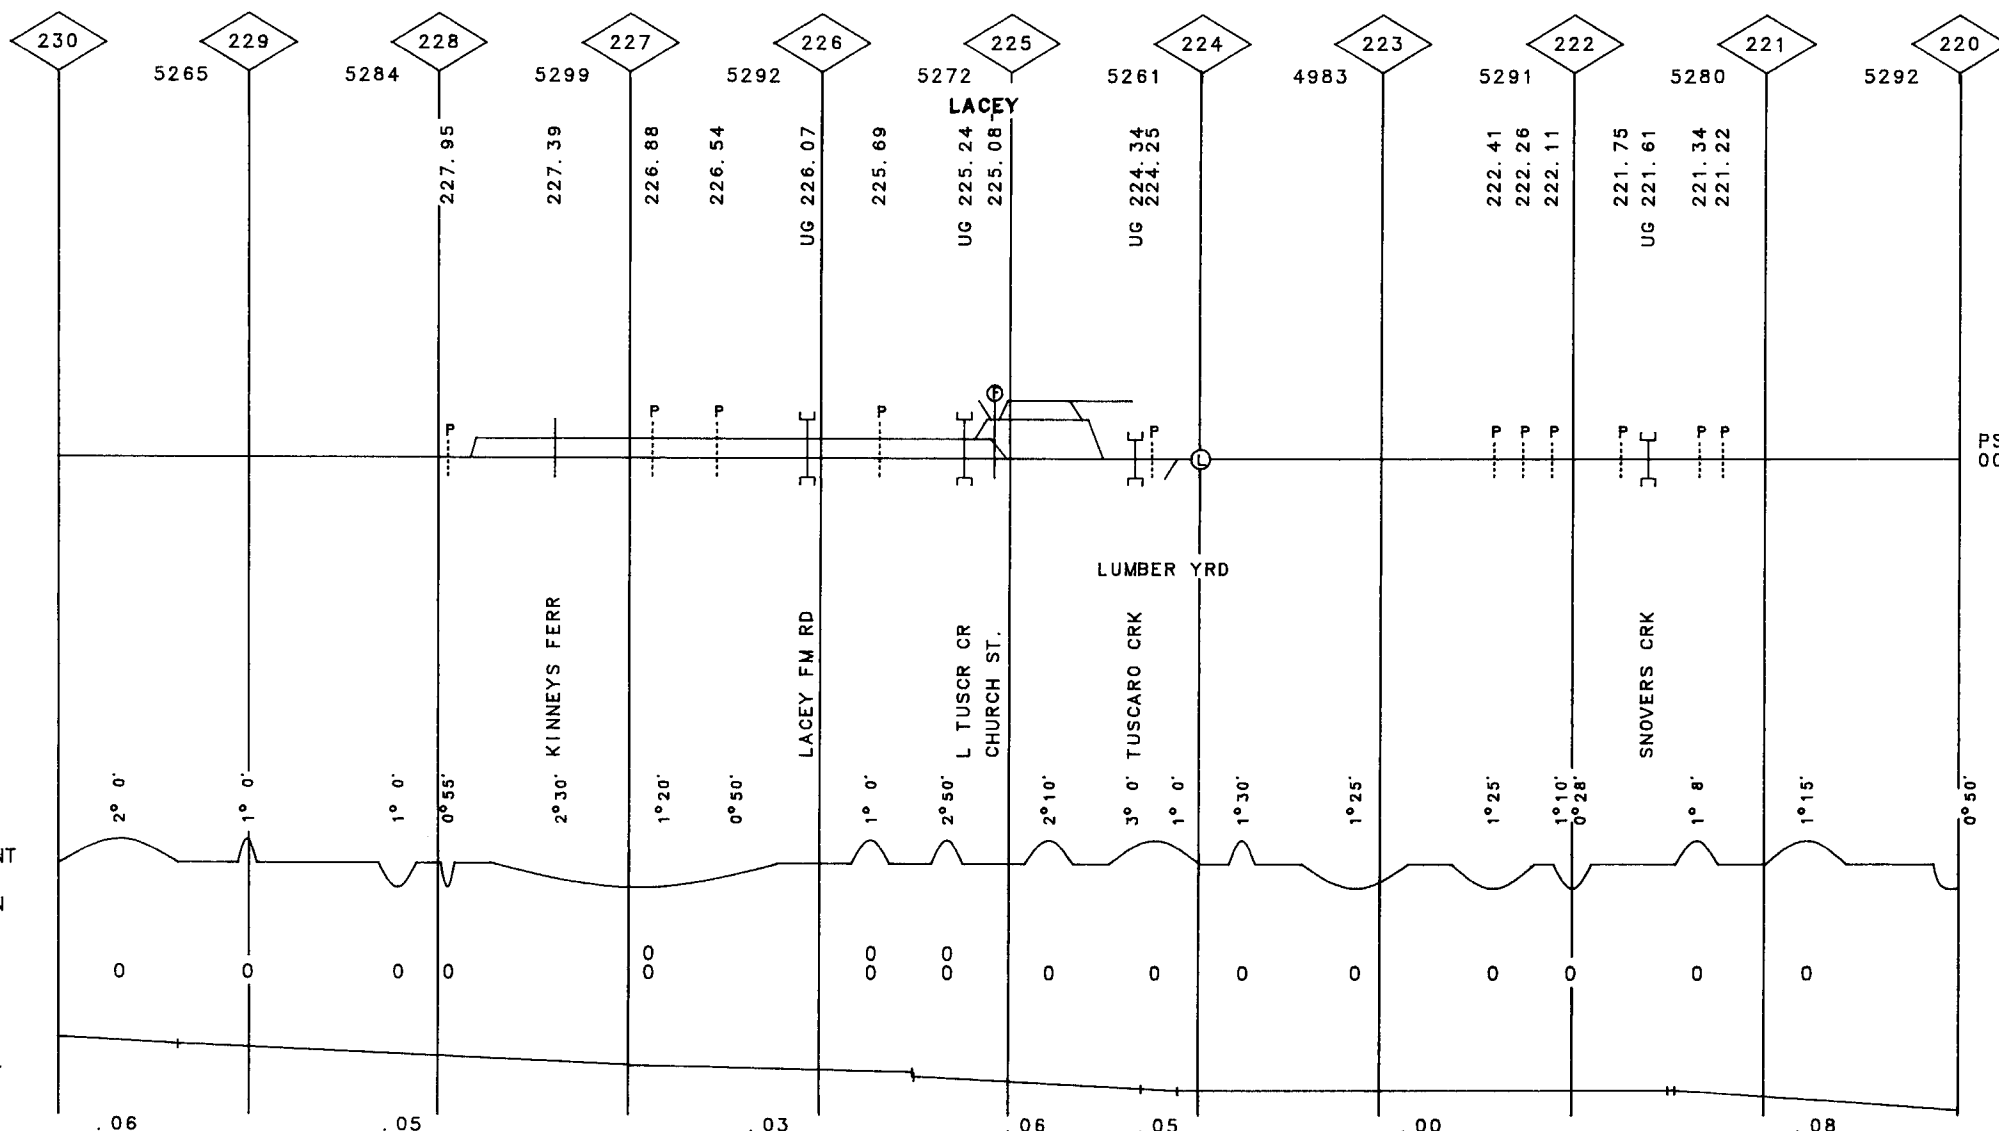 230 229 228 227 226 225 224 223 222 221 220
5265 5284 5299 5292 5272 5261 4983 5291 5280 5292
LACEY
227.95
227.39
226.88
226.54
UG 226.07
225.69
UG 225.24
225.08
UG 224.34
224.25
222.41
222.26
222.11
221.75
UG 221.61
221.34
221.22
F
P P P P P P P P P P P
L
PS
00
LUMBER YRD
KINNEYS FERR
LACEY FM RD
L TUSCR CR
CHURCH ST.
TUSCARO CRK
SNOVERS CRK
2° 0'
1° 0'
1° 0'
0°55'
2°30'
1°20'
0°50'
1° 0'
2°50'
2°10'
3° 0'
1° 0'
1°30'
1°25'
1°25'
1°10'
0°28'
1° 8'
1°15'
0°50'
NT
N
0 0 0
0 0 0 0 0 0 0 0 0 0 0 0 0 0 0
.06 .05 .03 .06 .05 .00 .08